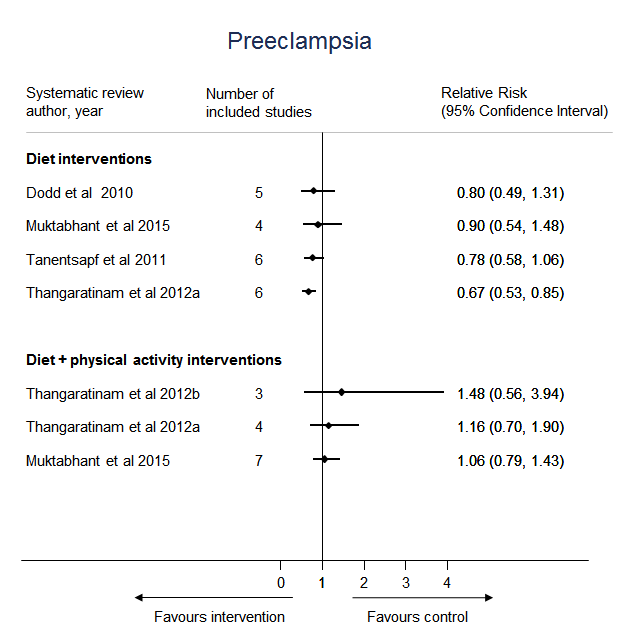 Preeclampsia
Systematic review Number of Relative Risk
author, year included studies (95% Confidence Interval)
Diet interventions
Dodd et al 2010 5 0.80 (0.49, 1.31)
Muktabhant et al 2015 4 0.90 (0.54, 1.48)
Tanentsapf et al 2011 6 0.78 (0.58, 1.06)
Thangaratinam et al 2012a 6 0.67 (0.53, 0.85)
Diet + physical activity interventions
Thangaratinam et al 2012b 3 1.48 (0.56, 3.94)
Thangaratinam et al 2012a 4 1.16 (0.70, 1.90)
Muktabhant et al 2015 7 1.06 (0.79, 1.43)
0 1 2 3 4
Favours intervention Favours control